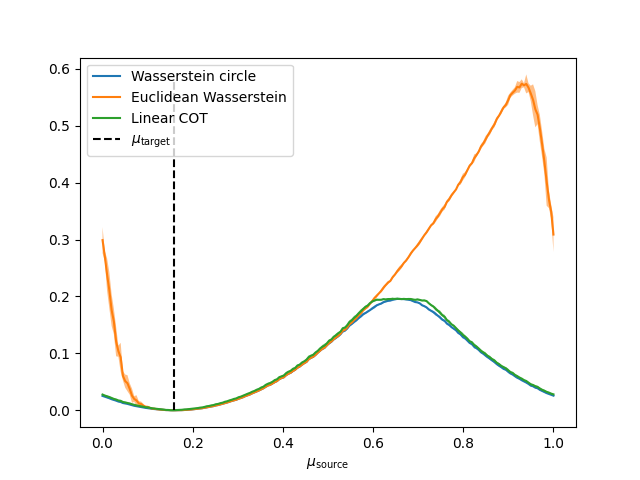 0.6
0.5
0.4
0.3
0.2
0.1
0.0
Wasserstein circle
Euclidean Wasserstein
Linear COT
μtarget
0.0 0.2 0.4 0.6 0.8 1.0
μsource